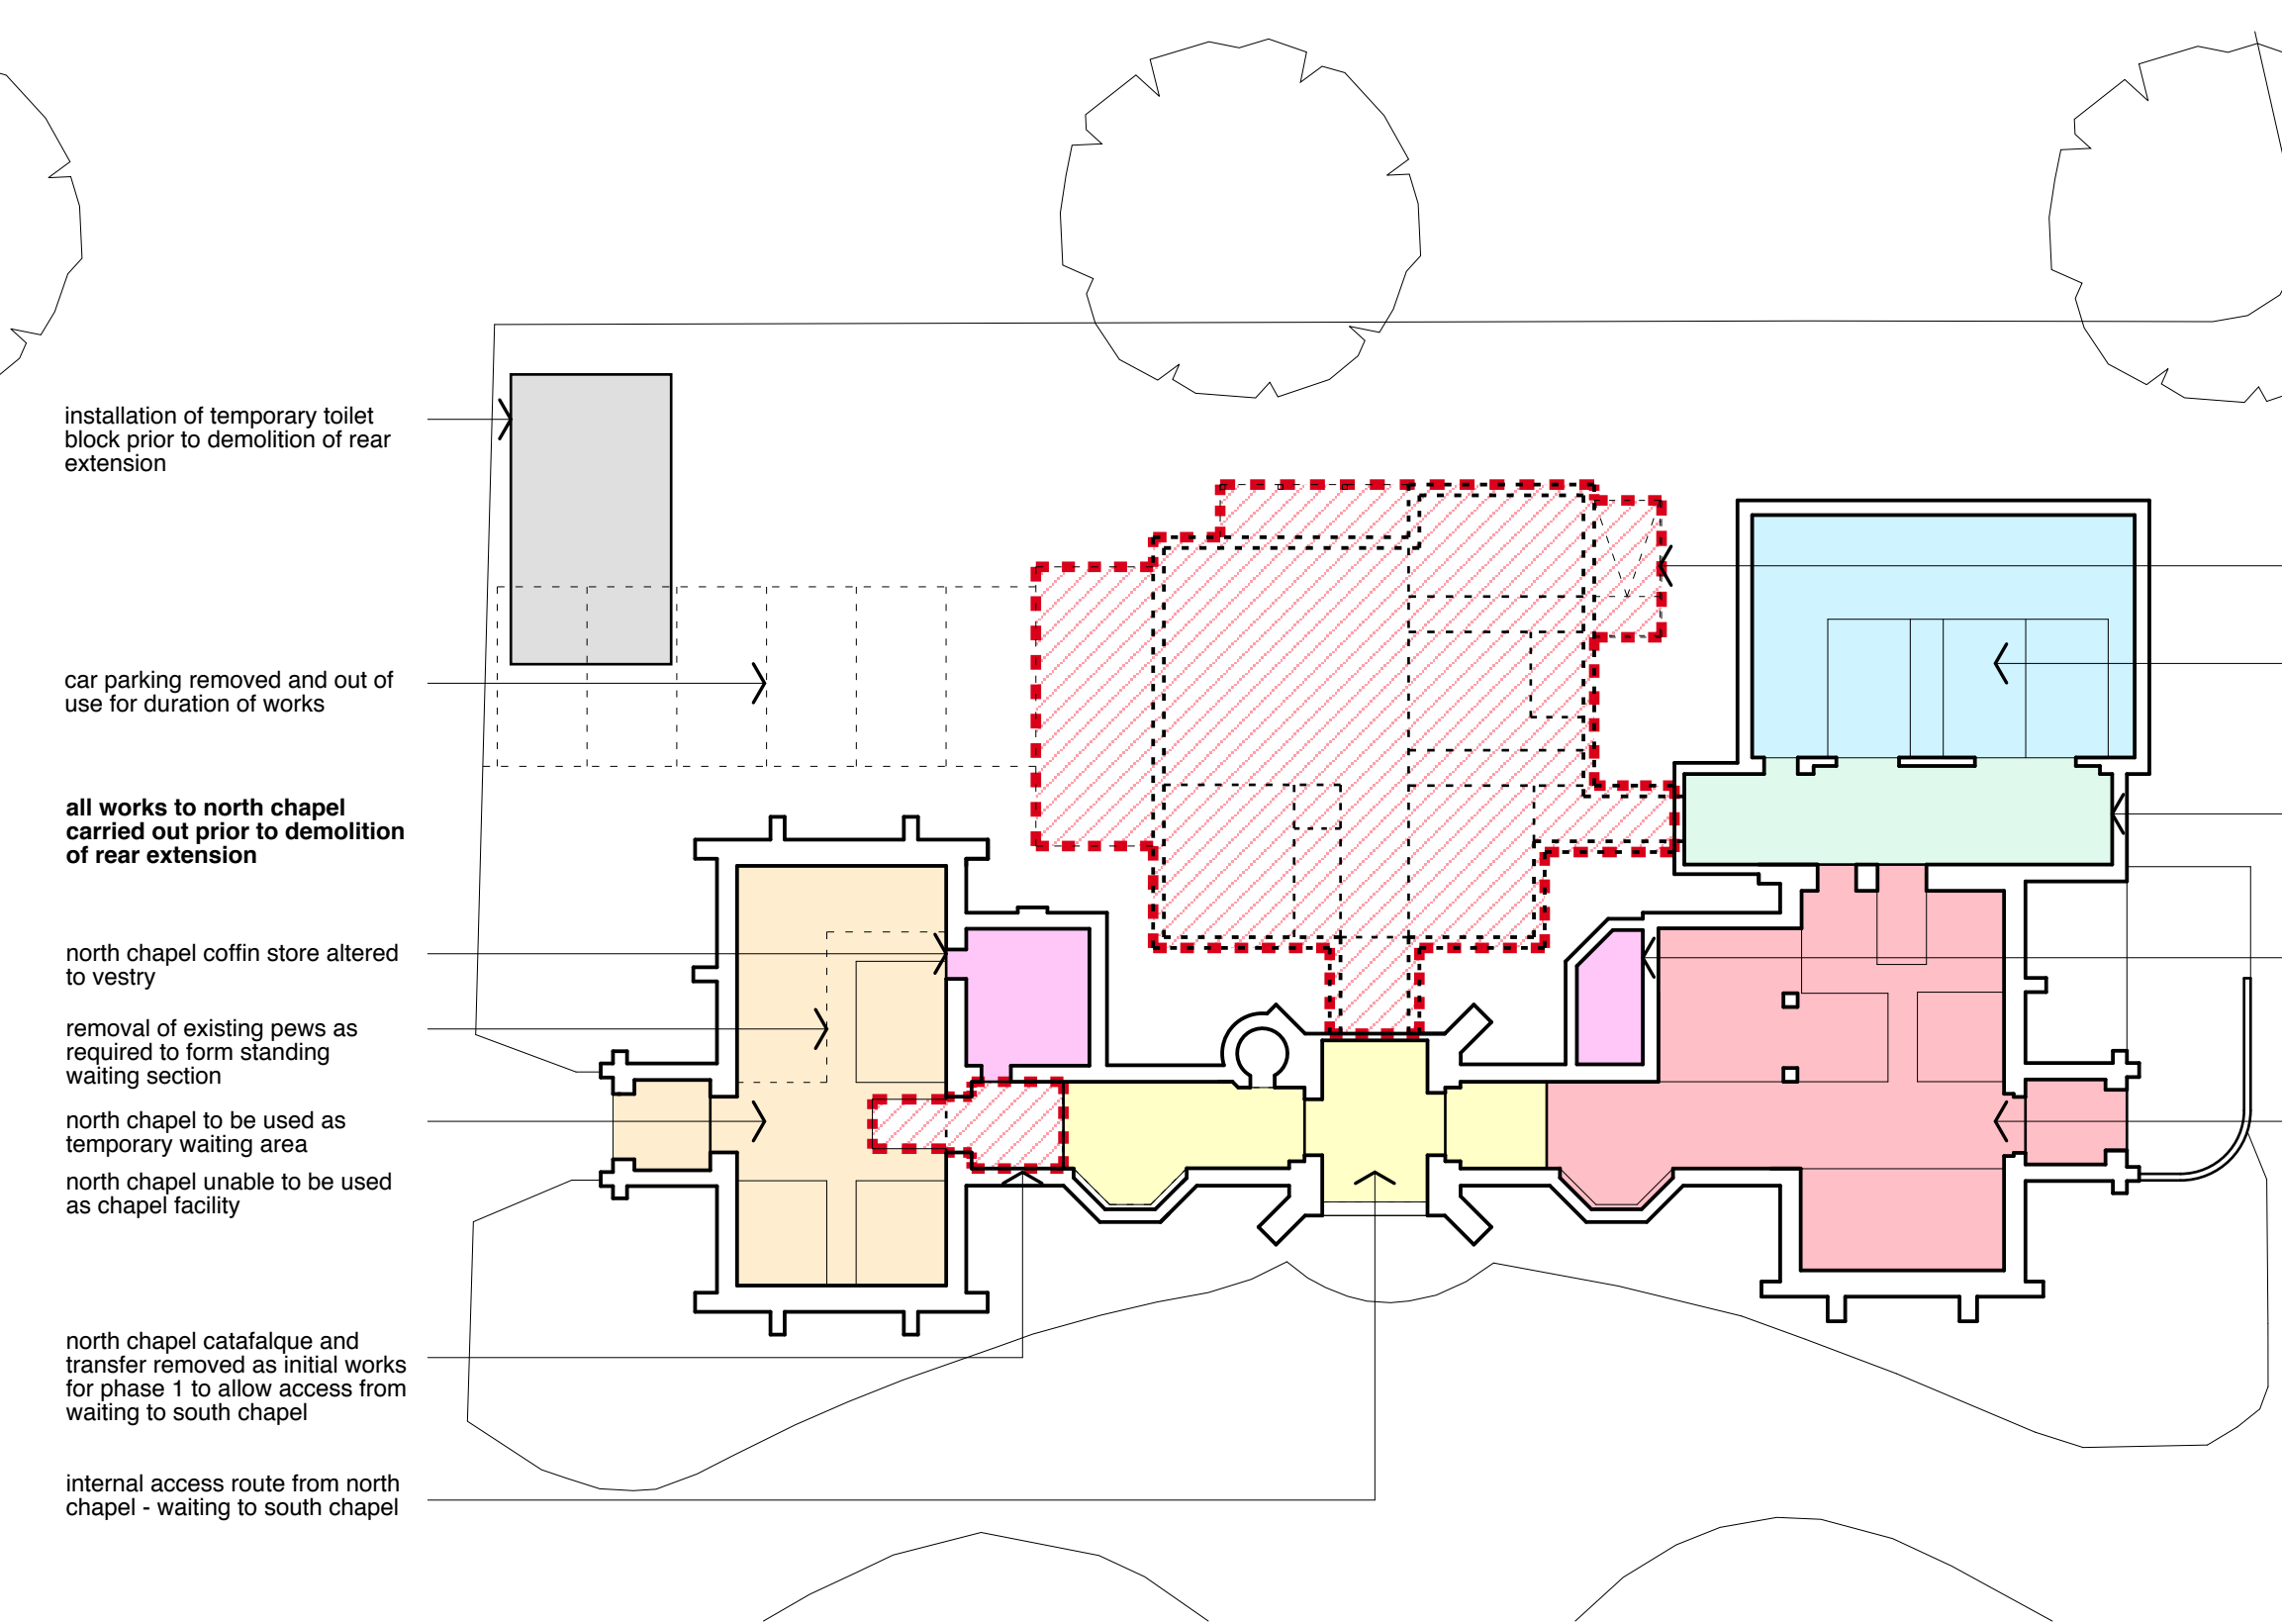 installation of temporary toilet
block prior to demolition of rear
extension
car parking removed and out of
use for duration of works
all works to north chapel
carried out prior to demolition
of rear extension
north chapel coffin store altered
to vestry
removal of existing pews as
required to form standing
waiting section
north chapel to be used as
temporary waiting area
north chapel unable to be used
as chapel facility
north chapel catafalque and
transfer removed as initial works
for phase 1 to allow access from
waiting to south chapel
internal access route from north
chapel - waiting to south chapel